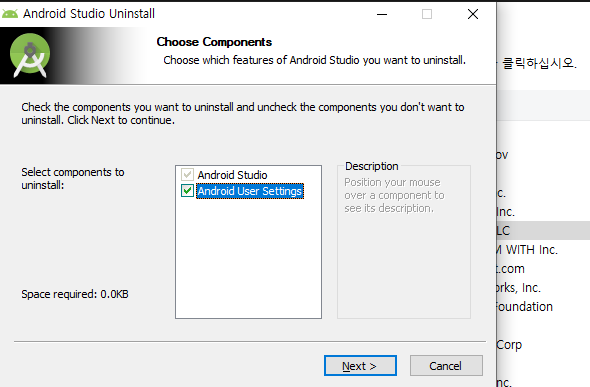 Android Studio Uninstall
Choose Components
Choose which features of Android Studio you want to uninstall.
Check the components you want to uninstall and uncheck the components you don't want to
uninstall. Click Next to continue.
Select components to
uninstall:
Android Studio
Android User Settings
Description
Position your mouse
over a component to
see its description.
Space required: 0.0KB
Next >
Cancel
클릭하십시오.
ov
c.
Inc.
LC
M WITH Inc.
t.com
orks, Inc.
Foundation
Corp
nc.